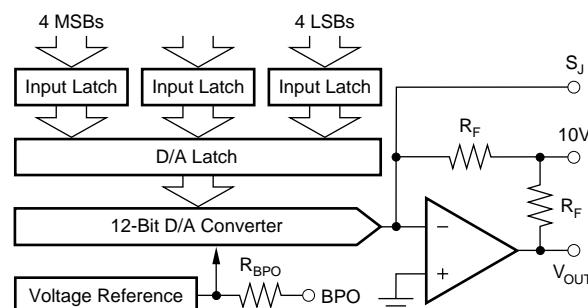 4 MSBs
4 LSBs
Input Latch
Input Latch
Input Latch
D/A Latch
12-Bit D/A Converter
Voltage Reference
RBPO
BPO
SJ
RF
10V
RF
−
+
VOUT